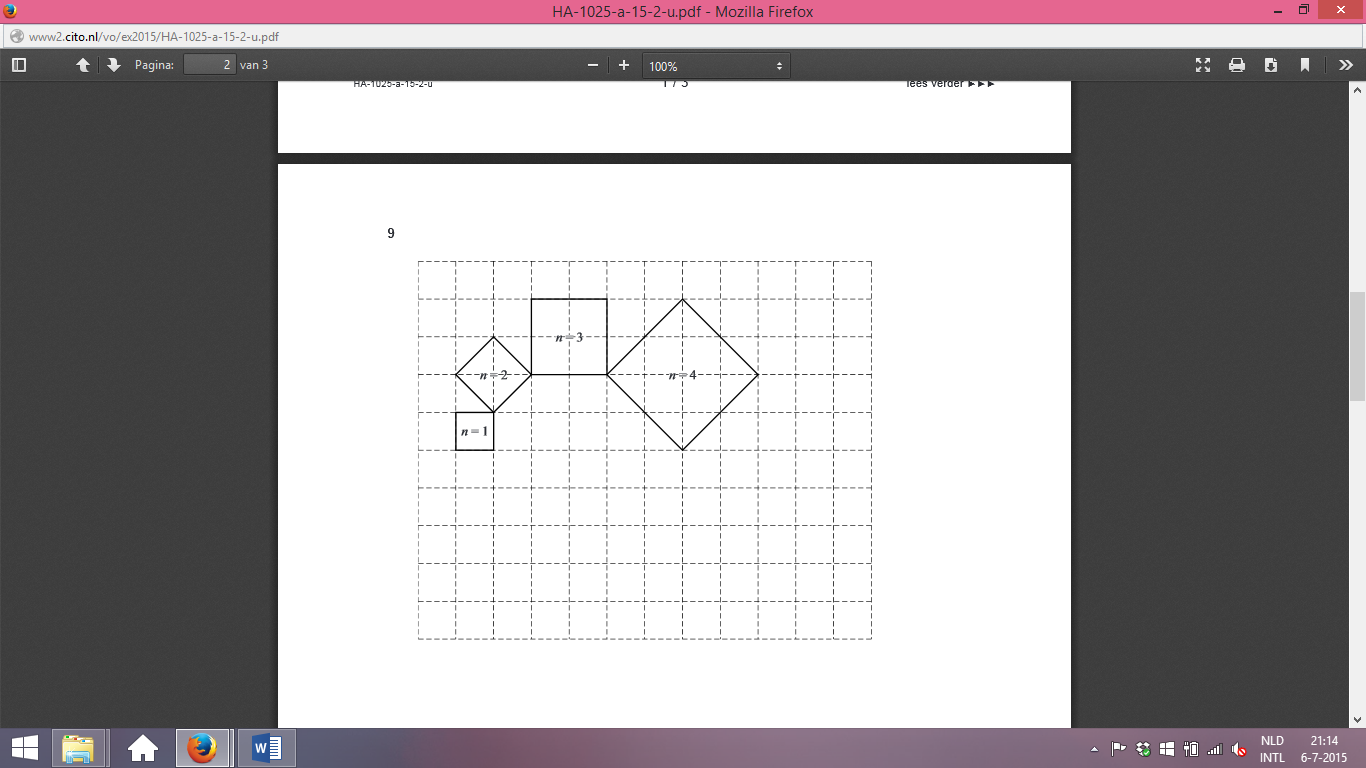 HA-1025-a-15-2-u.pdf - Mozilla Firefox
www2.cito.nl/vo/ex2015/HA-1025-a-15-2-u.pdf
Pagina: 2 van 3 100%
HA-1025-a-15-2-u 1 / 3 lees verder ►►►
9
n = 3
n = 2
n = 4
n = 1
NLD 21:14
INTL 6-7-2015